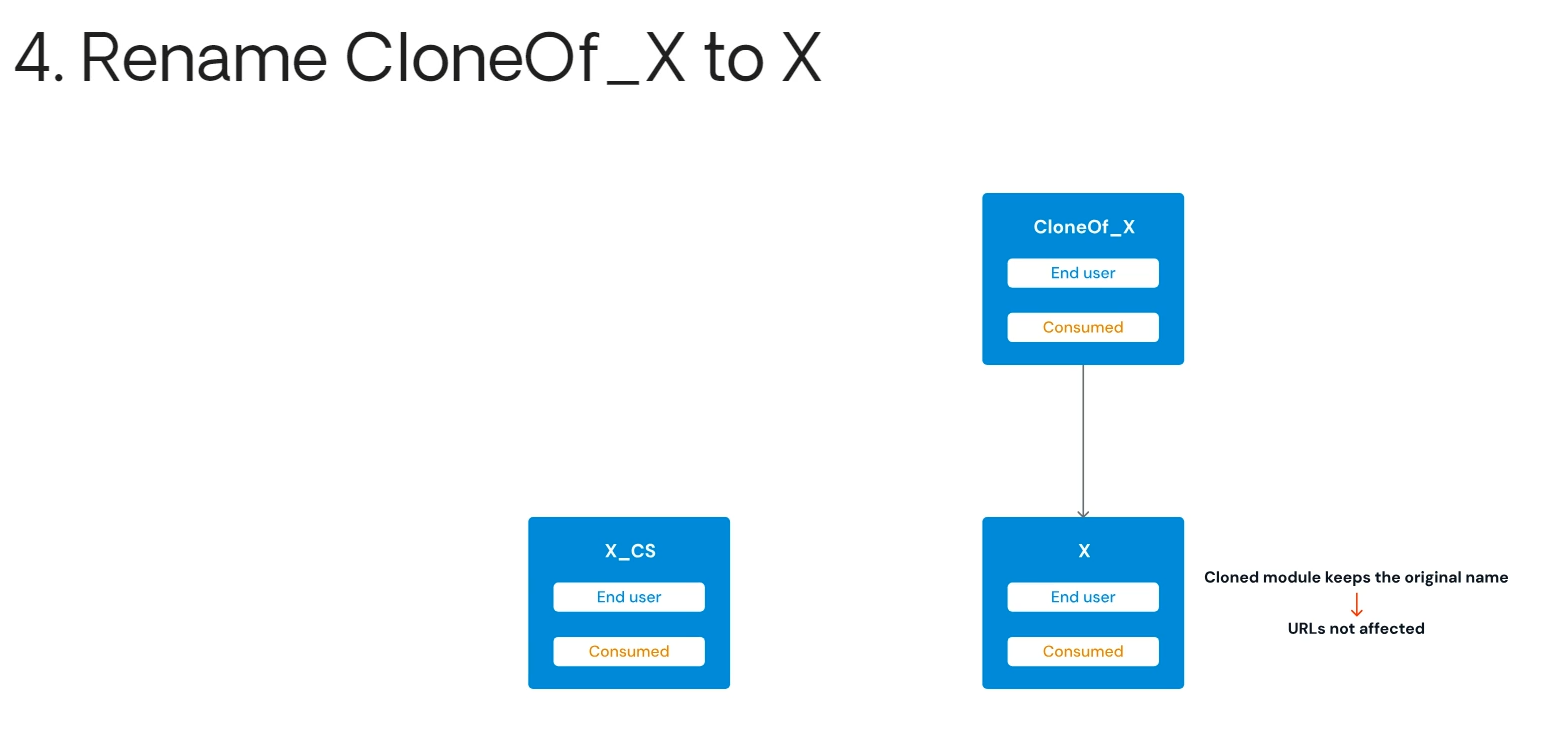 4. Rename CloneOf_X to X
CloneOf_X
End user
Consumed
X_CS
End user
Consumed
X
End user
Consumed
Cloned module keeps the original name
URLs not affected